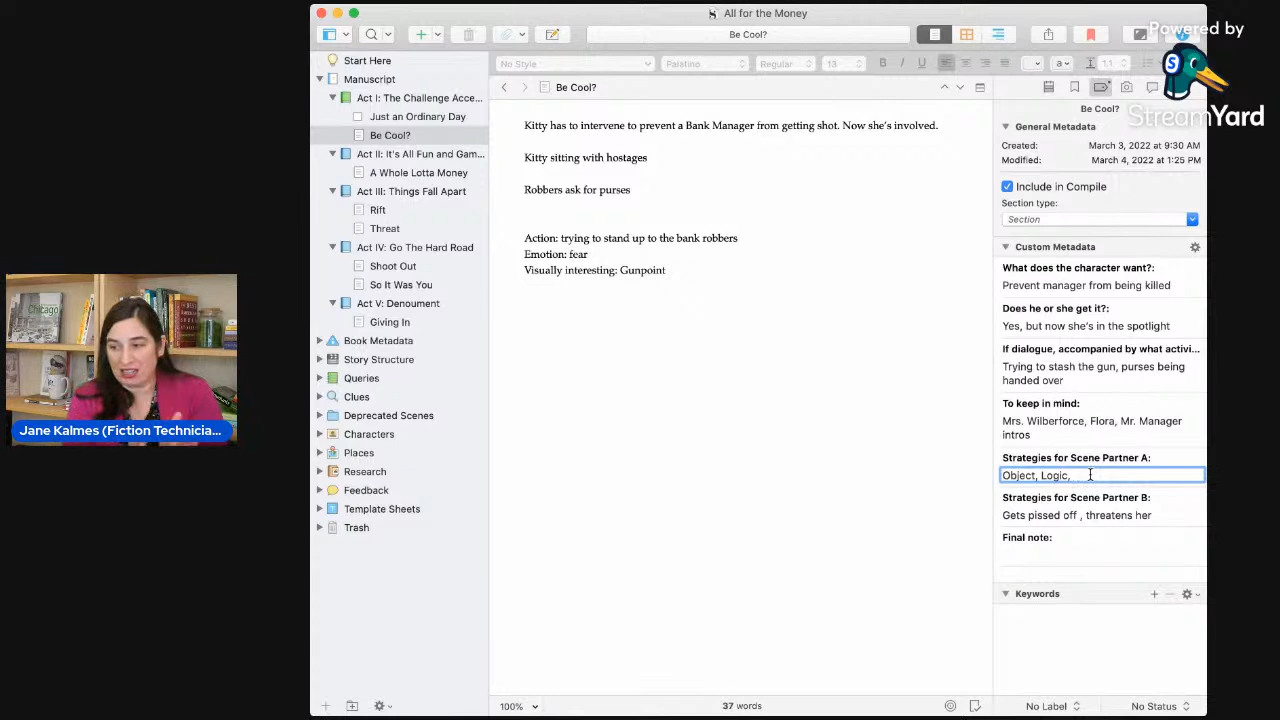 All for the Money
Be Cool?
Powered by
StreamYard
No Style
Palatino
Regular
13
B
I
U
a
1.1
Start Here
Manuscript
Act I: The Challenge Acce...
Just an Ordinary Day
Be Cool?
Act II: It's All Fun and Gam...
A Whole Lotta Money
Act III: Things Fall Apart
Rift
Threat
Act IV: Go The Hard Road
Shoot Out
So It Was You
Act V: Denoument
Giving In
Book Metadata
Story Structure
Queries
Clues
Deprecated Scenes
Characters
Places
Research
Feedback
Template Sheets
Trash
Be Cool?
Kitty has to intervene to prevent a Bank Manager from getting shot. Now she's involved.
Kitty sitting with hostages
Robbers ask for purses
Action: trying to stand up to the bank robbers
Emotion: fear
Visually interesting: Gunpoint
100%
37 words
Be Cool?
General Metadata
Created: March 3, 2022 at 9:30 AM
Modified: March 4, 2022 at 1:25 PM
Include in Compile
Section type:
Section
Custom Metadata
What does the character want?:
Prevent manager from being killed
Does he or she get it?:
Yes, but now she's in the spotlight
If dialogue, accompanied by what activi...
Trying to stash the gun, purses being
handed over
To keep in mind:
Mrs. Wilberforce, Flora, Mr. Manager
intros
Strategies for Scene Partner A:
Object, Logic,
Strategies for Scene Partner B:
Gets pissed off , threatens her
Final note:
Keywords
No Label
No Status
Chicago
Jane Kalmes (Fiction Technicia...